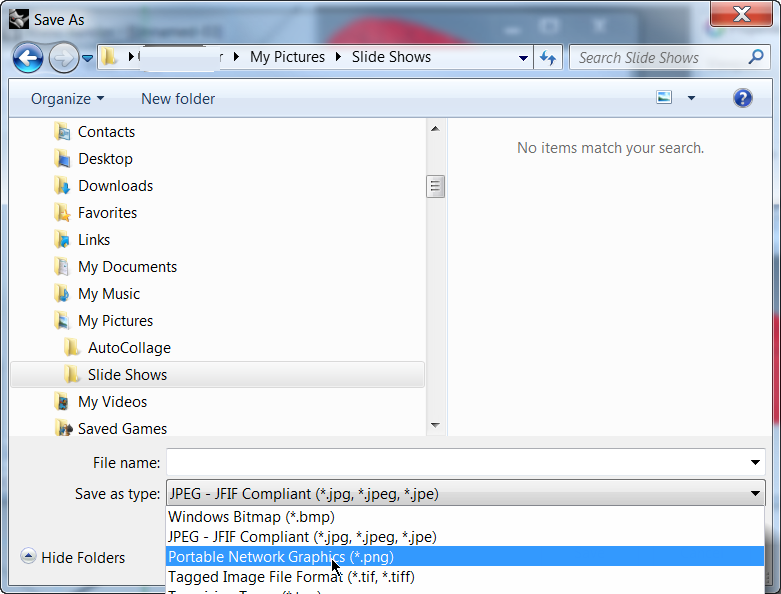 Save As
My Pictures Slide Shows Search Slide Shows
Organize New folder
Contacts
Desktop
Downloads
Favorites
Links
My Documents
My Music
My Pictures
AutoCollage
Slide Shows
My Videos
Saved Games
No items match your search.
File name:
Save as type: JPEG - JFIF Compliant (*.jpg, *.jpeg, *.jpe)
Windows Bitmap (*.bmp)
JPEG - JFIF Compliant (*.jpg, *.jpeg, *.jpe)
Portable Network Graphics (*.png)
Tagged Image File Format (*.tif, *.tiff)
Hide Folders